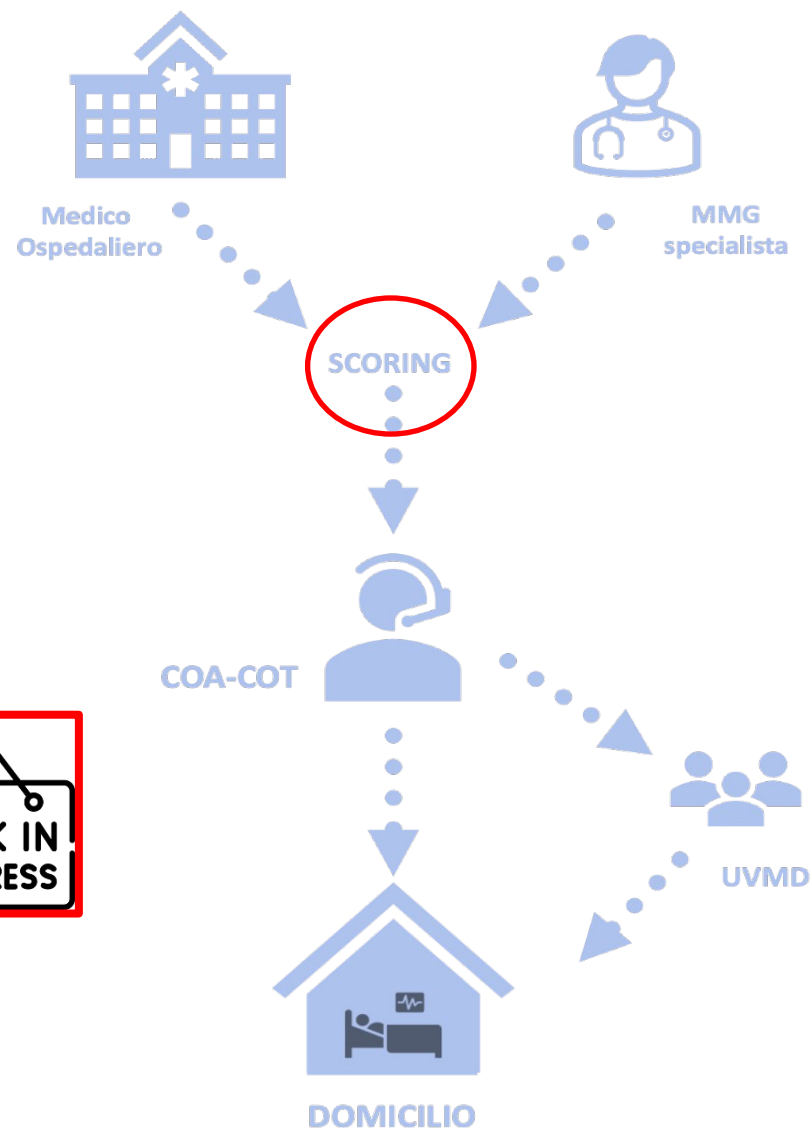 Medico
Ospedaliero
MMG
specialista
SCORING
COA-COT
K IN
RESS
UVMD
DOMICILIO